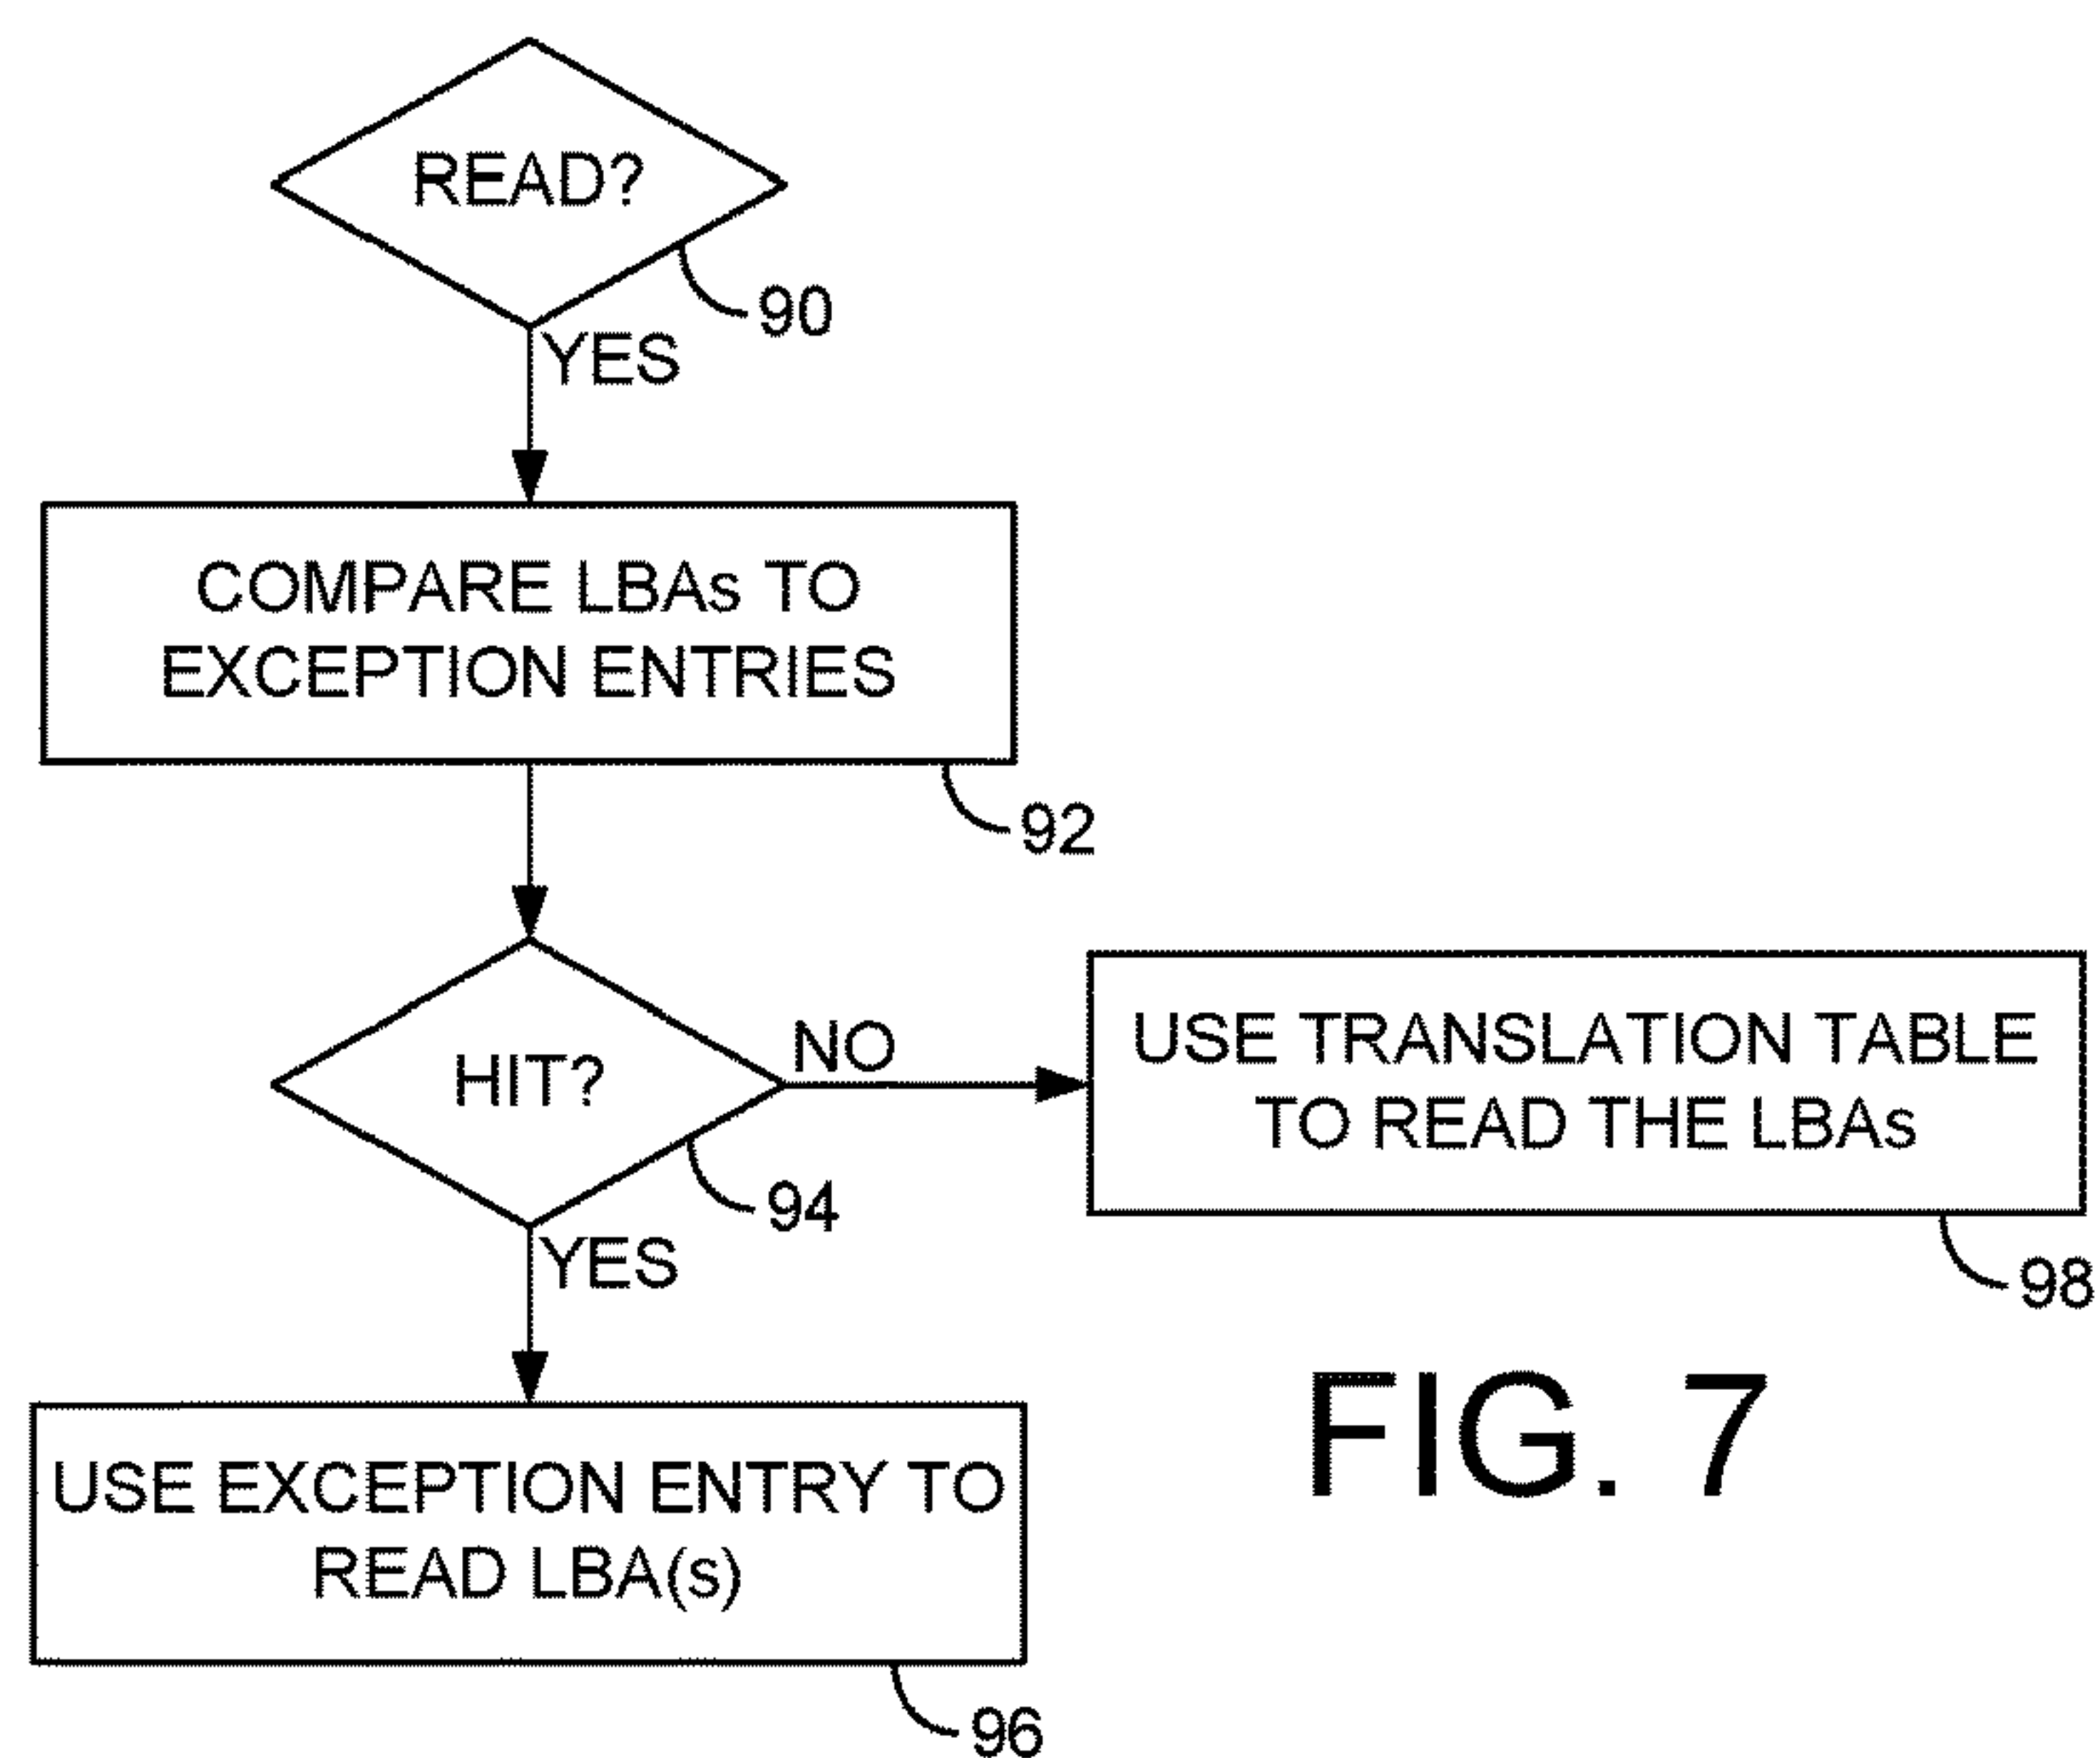 READ?
90
YES
COMPARE LBAs TO
EXCEPTION ENTRIES
92
HIT?
NO
94
YES
USE TRANSLATION TABLE
TO READ THE LBAs
98
USE EXCEPTION ENTRY TO
READ LBA(s)
96
FIG. 7